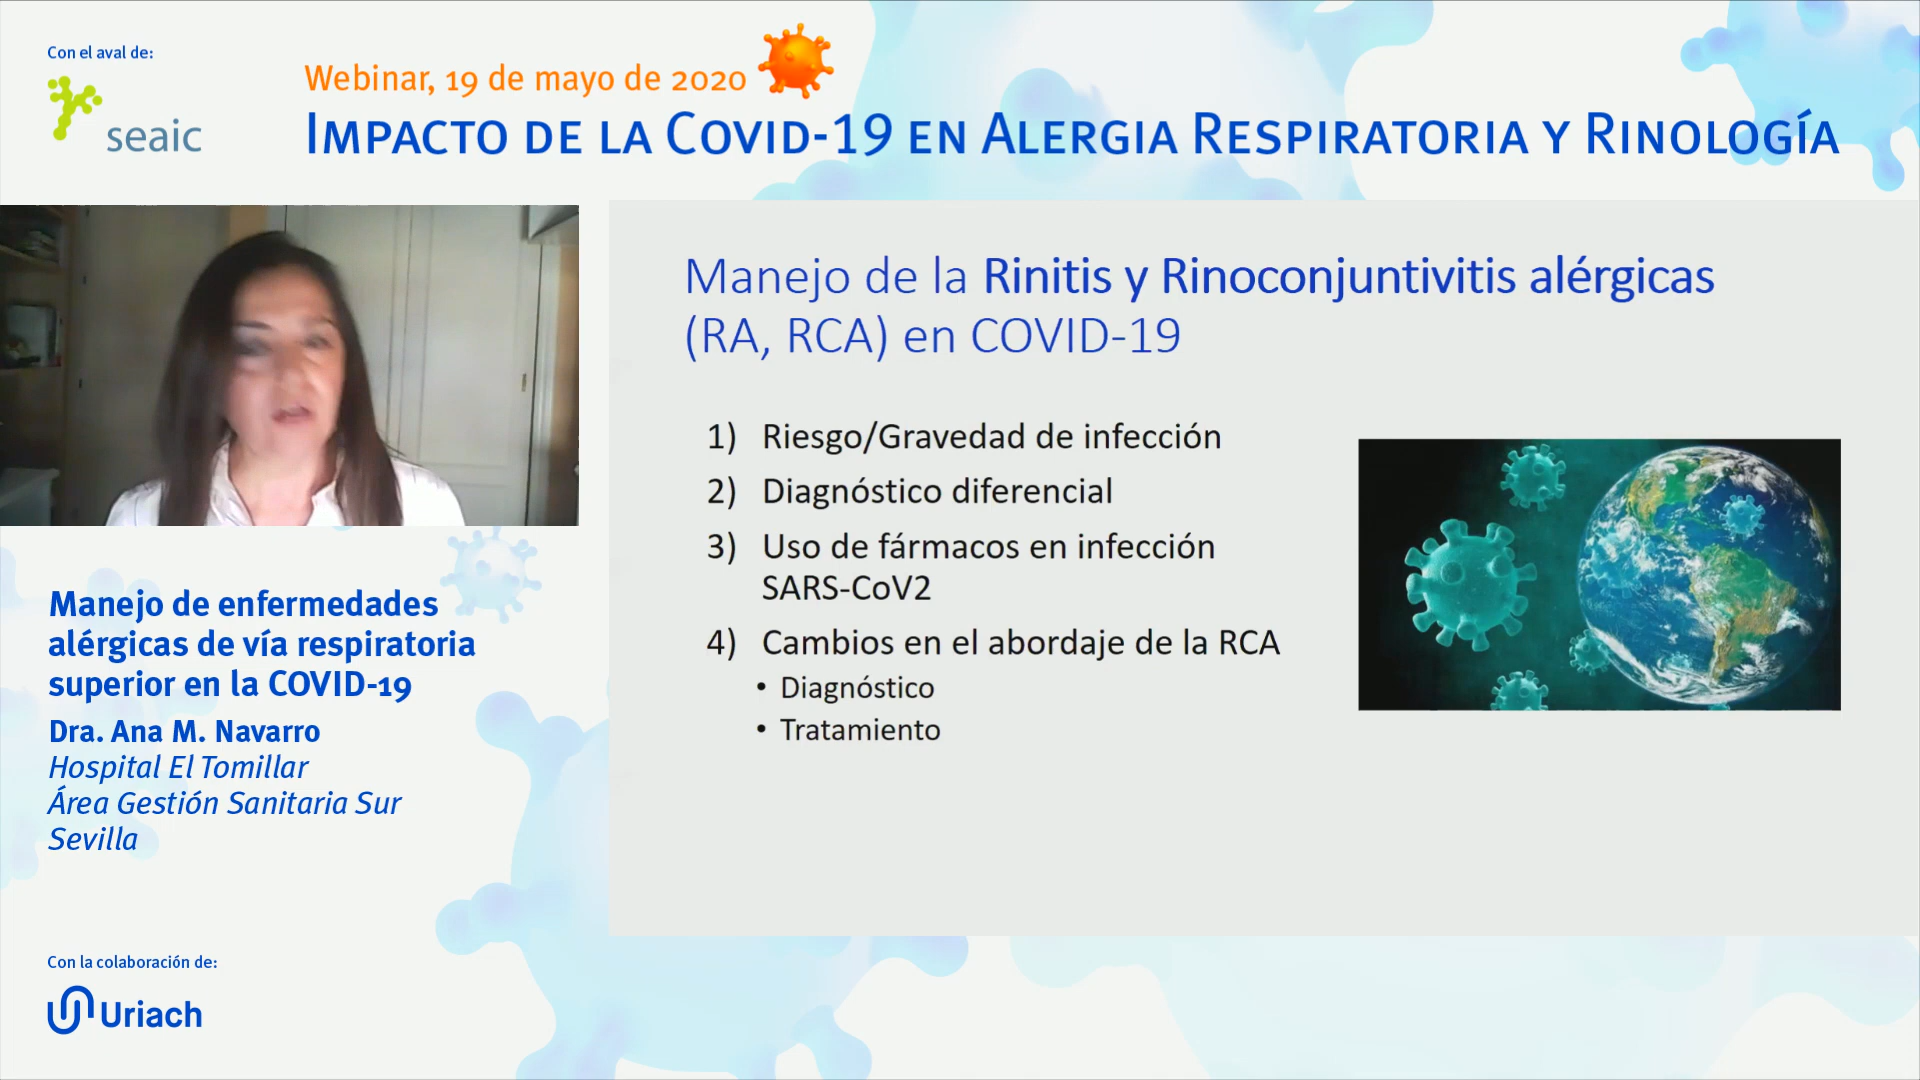 Con el aval de:
seaic
Webinar, 19 de mayo de 2020
IMPACTO DE LA COVID-19 EN ALERGIA RESPIRATORIA Y RINOLOGÍA
Manejo de la Rinitis y Rinoconjuntivitis alérgicas
(RA, RCA) en COVID-19
1) Riesgo/Gravedad de infección
2) Diagnóstico diferencial
3) Uso de fármacos en infección
SARS-CoV2
4) Cambios en el abordaje de la RCA
• Diagnóstico
• Tratamiento
Manejo de enfermedades
alérgicas de vía respiratoria
superior en la COVID-19
Dra. Ana M. Navarro
Hospital El Tomillar
Área Gestión Sanitaria Sur
Sevilla
Con la colaboración de:
Uriach